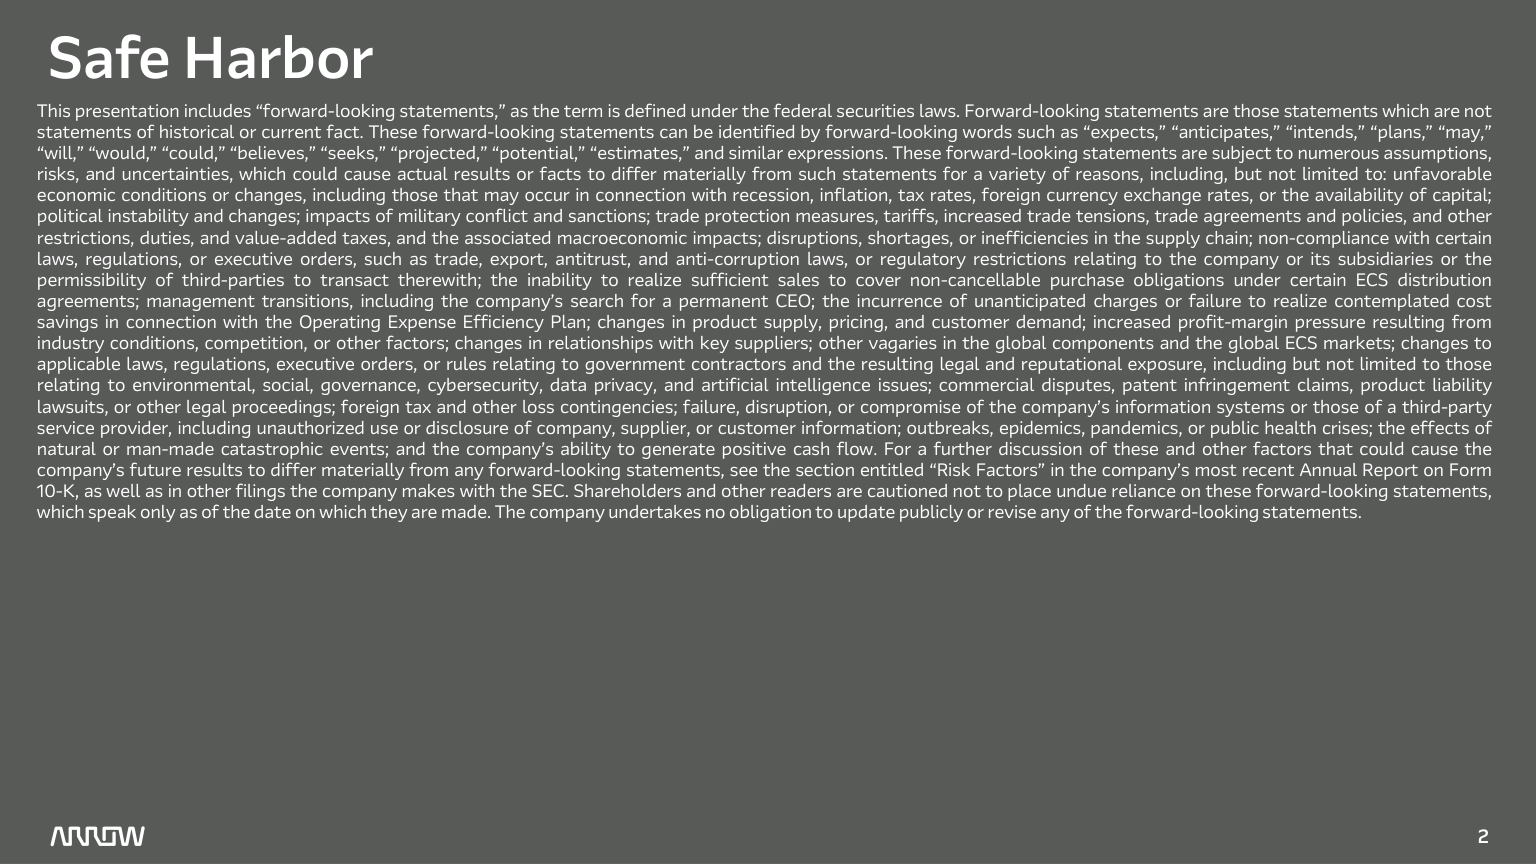 Safe Harbor
This presentation includes “forward-looking statements,” as the term is defined under the federal securities laws. Forward-looking statements are those statements which are not
statements of historical or current fact. These forward-looking statements can be identified by forward-looking words such as “expects,” “anticipates,” “intends,” “plans,” “may,”
“will,” “would,” “could,” “believes,” “seeks,” “projected,” “potential,” “estimates,” and similar expressions. These forward-looking statements are subject to numerous assumptions,
risks, and uncertainties, which could cause actual results or facts to differ materially from such statements for a variety of reasons, including, but not limited to: unfavorable
economic conditions or changes, including those that may occur in connection with recession, inflation, tax rates, foreign currency exchange rates, or the availability of capital;
political instability and changes; impacts of military conflict and sanctions; trade protection measures, tariffs, increased trade tensions, trade agreements and policies, and other
restrictions, duties, and value-added taxes, and the associated macroeconomic impacts; disruptions, shortages, or inefficiencies in the supply chain; non-compliance with certain
laws, regulations, or executive orders, such as trade, export, antitrust, and anti-corruption laws, or regulatory restrictions relating to the company or its subsidiaries or the
permissibility of third-parties to transact therewith; the inability to realize sufficient sales to cover non-cancellable purchase obligations under certain ECS distribution
agreements; management transitions, including the company’s search for a permanent CEO; the incurrence of unanticipated charges or failure to realize contemplated cost
savings in connection with the Operating Expense Efficiency Plan; changes in product supply, pricing, and customer demand; increased profit-margin pressure resulting from
industry conditions, competition, or other factors; changes in relationships with key suppliers; other vagaries in the global components and the global ECS markets; changes to
applicable laws, regulations, executive orders, or rules relating to government contractors and the resulting legal and reputational exposure, including but not limited to those
relating to environmental, social, governance, cybersecurity, data privacy, and artificial intelligence issues; commercial disputes, patent infringement claims, product liability
lawsuits, or other legal proceedings; foreign tax and other loss contingencies; failure, disruption, or compromise of the company’s information systems or those of a third-party
service provider, including unauthorized use or disclosure of company, supplier, or customer information; outbreaks, epidemics, pandemics, or public health crises; the effects of
natural or man-made catastrophic events; and the company’s ability to generate positive cash flow. For a further discussion of these and other factors that could cause the
company’s future results to differ materially from any forward-looking statements, see the section entitled “Risk Factors” in the company’s most recent Annual Report on Form
10-K, as well as in other filings the company makes with the SEC. Shareholders and other readers are cautioned not to place undue reliance on these forward-looking statements,
which speak only as of the date on which they are made. The company undertakes no obligation to update publicly or revise any of the forward-looking statements.
ARROW
2